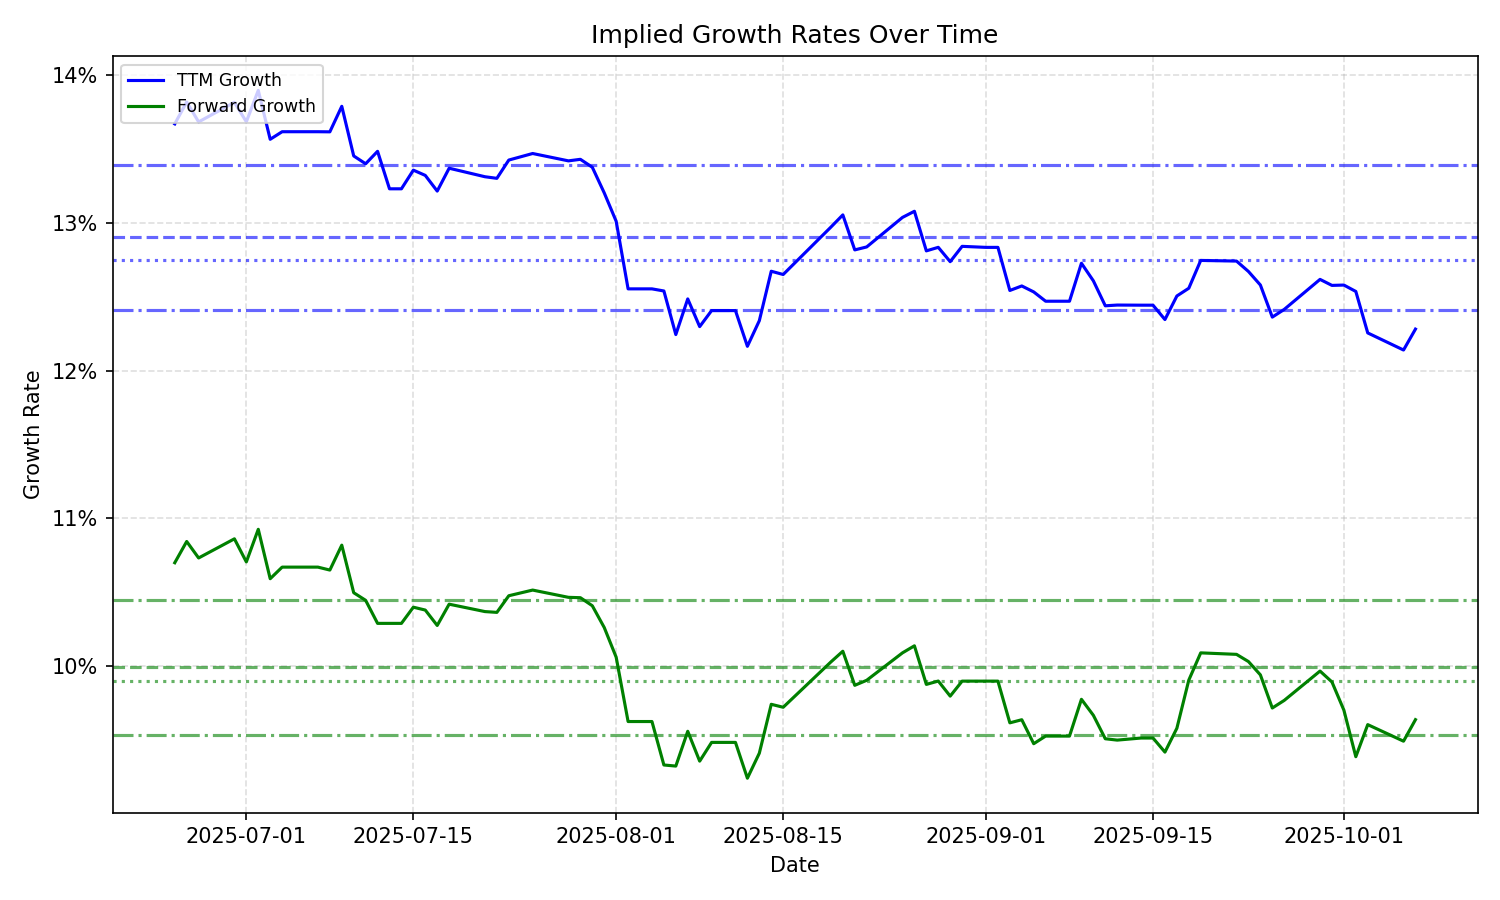 Implied Growth Rates Over Time
TTM Growth
Forward Growth
14%
13%
12%
11%
10%
Growth Rate
2025-07-01
2025-07-15
2025-08-01
2025-08-15
2025-09-01
2025-09-15
2025-10-01
Date